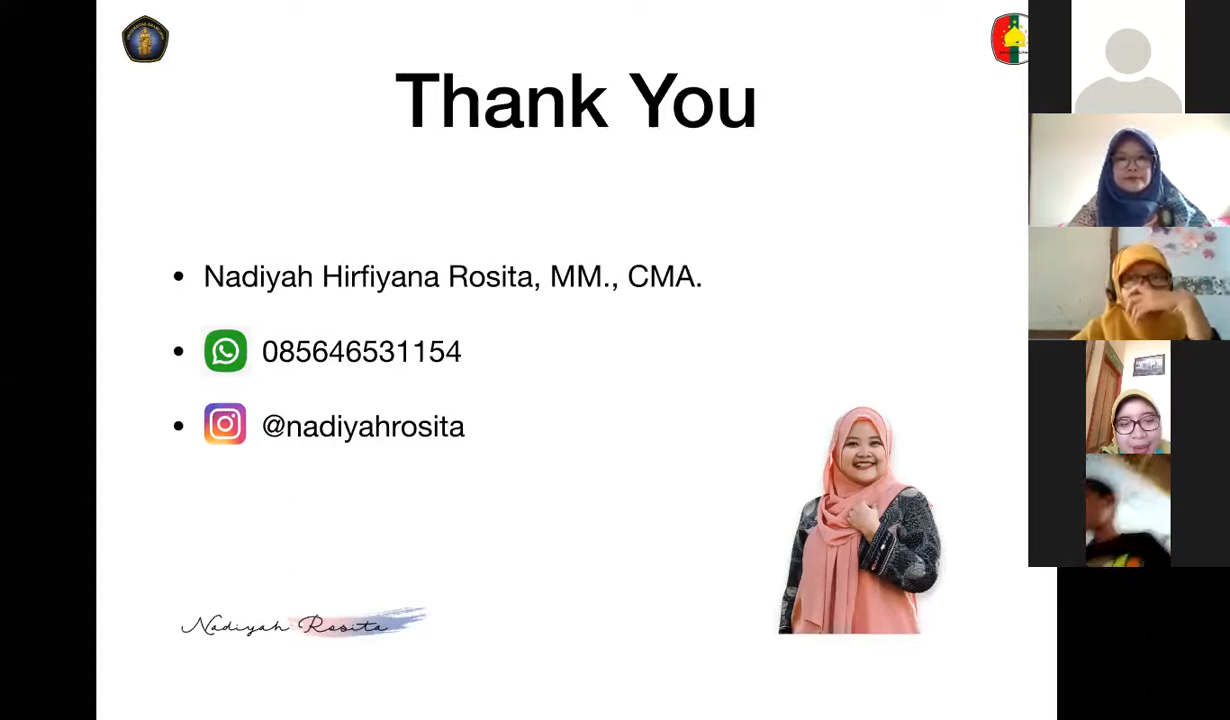 Thank You
• Nadiyah Hirfiyana Rosita, MM., CMA.
• 085646531154
• @nadiyahrosita
Nadiyah Rosita